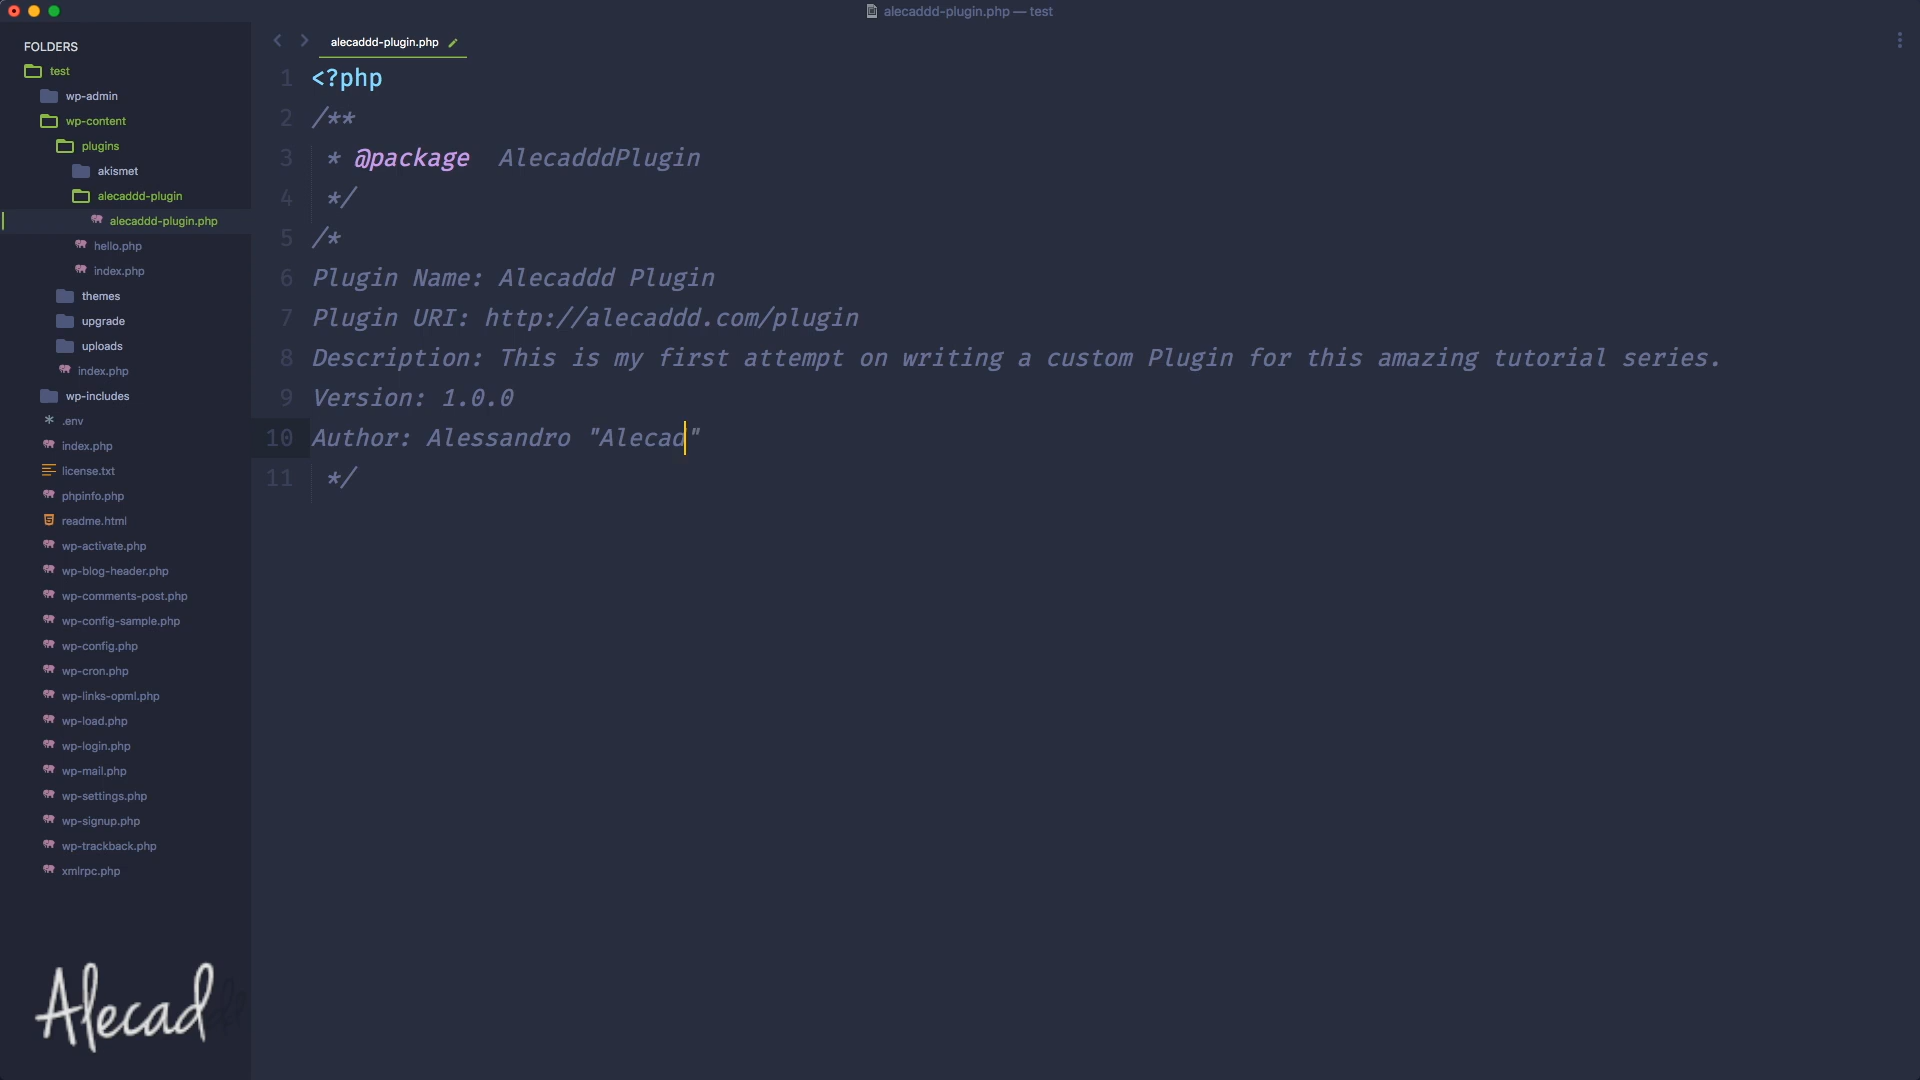 alecaddd-plugin.php — test
FOLDERS
test
wp-admin
wp-content
plugins
akismet
alecaddd-plugin
alecaddd-plugin.php
hello.php
index.php
themes
upgrade
uploads
index.php
wp-includes
.env
index.php
license.txt
phpinfo.php
readme.html
wp-activate.php
wp-blog-header.php
wp-comments-post.php
wp-config-sample.php
wp-config.php
wp-cron.php
wp-links-opml.php
wp-load.php
wp-login.php
wp-mail.php
wp-settings.php
wp-signup.php
wp-trackback.php
xmlrpc.php
Alecad
alecaddd-plugin.php
1 <?php
2 /**
3  * @package  AlecadddPlugin
4  */
5 /*
6 Plugin Name: Alecaddd Plugin
7 Plugin URI: http://alecaddd.com/plugin
8 Description: This is my first attempt on writing a custom Plugin for this amazing tutorial series.
9 Version: 1.0.0
10 Author: Alessandro "Alecad"
11  */